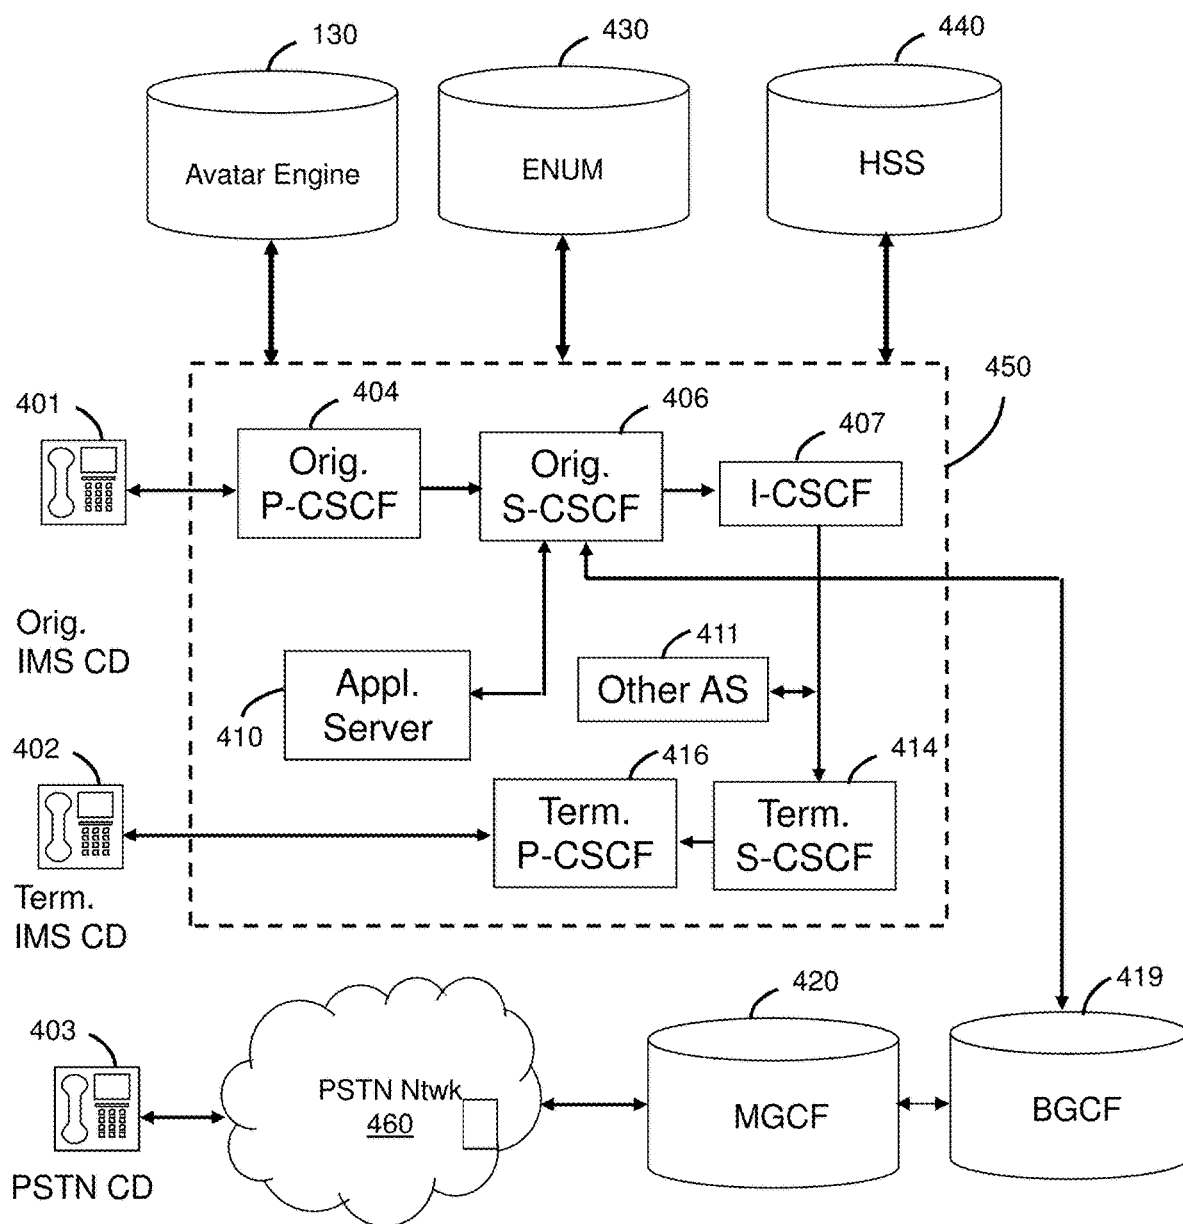 130
430
440
Avatar Engine
ENUM
HSS
450
401
404
406
407
Orig.
P-CSCF
Orig.
S-CSCF
I-CSCF
Orig.
IMS CD
411
Appl.
Server
Other AS
410
402
416
414
Term.
P-CSCF
Term.
S-CSCF
Term.
IMS CD
420
419
403
PSTN Ntwk
460
MGCF
BGCF
PSTN CD